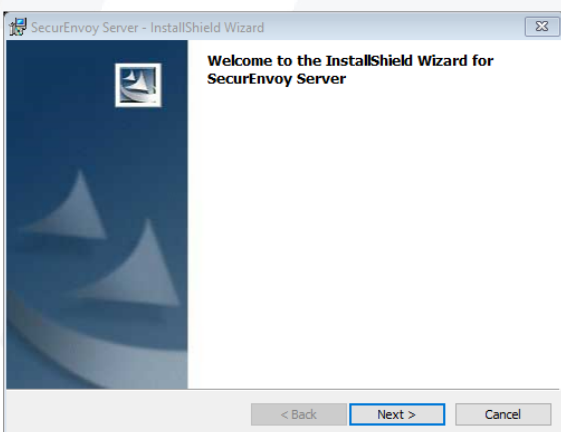 SecurEnvoy Server - InstallShield Wizard
Welcome to the InstallShield Wizard for
SecurEnvoy Server
< Back
Next >
Cancel